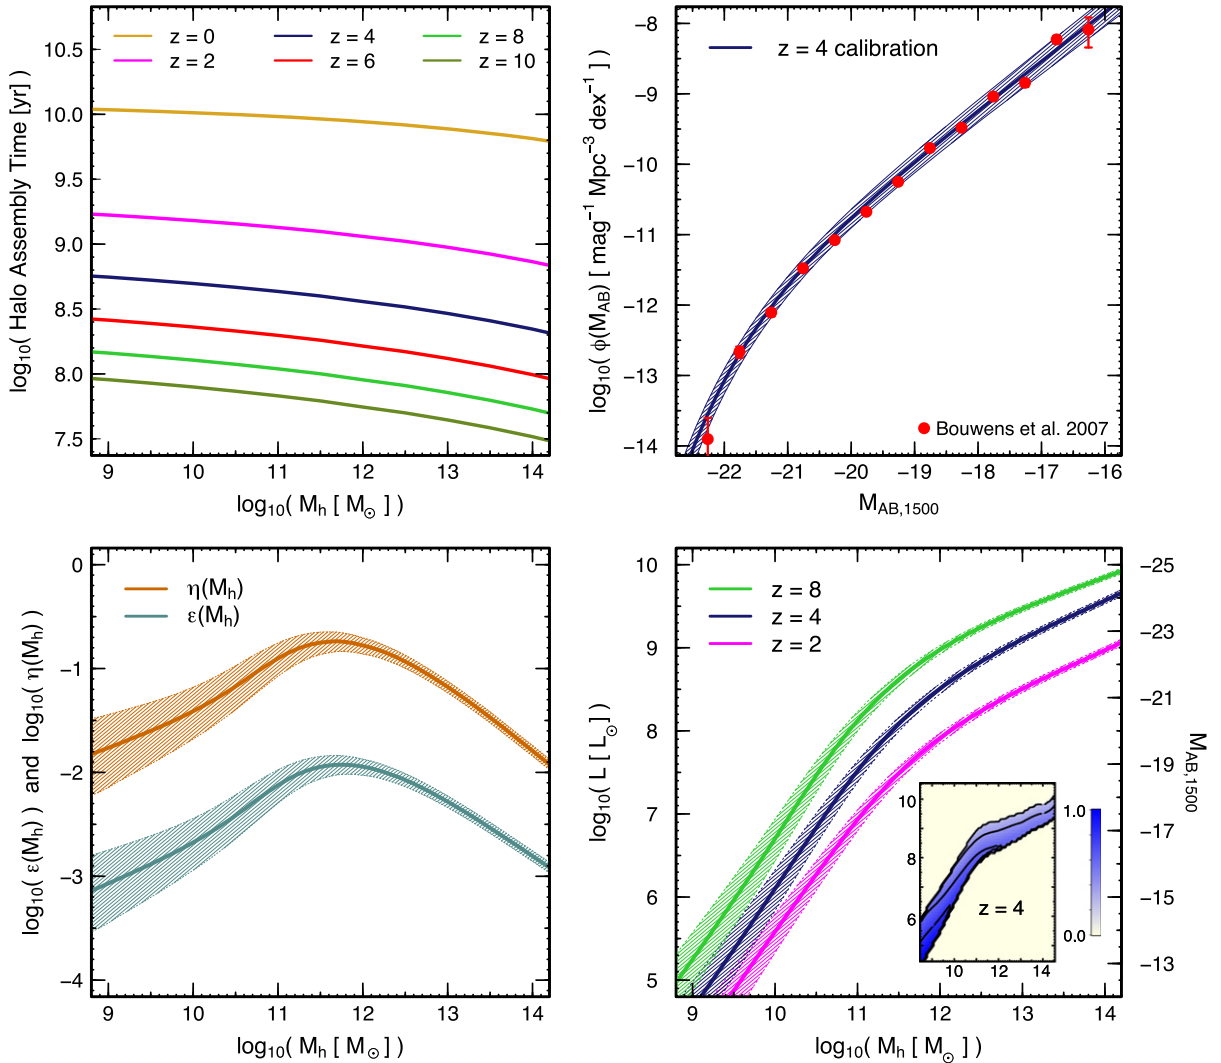 z = 0 z = 4 z = 8
z = 2 z = 6 z = 10
10.5
10.0
9.5
9.0
8.5
8.0
7.5
log₁₀( Halo Assembly Time [yr] )
9 10 11 12 13 14
log₁₀( Mₕ [ M☉ ] )
z = 4 calibration
−8
−9
−10
−11
−12
−13
−14
log₁₀( ϕ(M_AB) [ mag⁻¹ Mpc⁻³ dex⁻¹ ] )
Bouwens et al. 2007
−22 −21 −20 −19 −18 −17 −16
M_AB,1500
η(Mₕ)
ε(Mₕ)
0
−1
−2
−3
−4
log₁₀( ε(Mₕ) ) and log₁₀( η(Mₕ) )
9 10 11 12 13 14
log₁₀( Mₕ [ M☉ ] )
z = 8
z = 4
z = 2
10
9
8
7
6
5
log₁₀( L [ L☉] )
−25
−23
−21
−19
−17
−15
−13
M_AB,1500
10
8
6
z = 4
10 12 14
1.0
0.0
9 10 11 12 13 14
log₁₀( Mₕ [ M☉ ] )